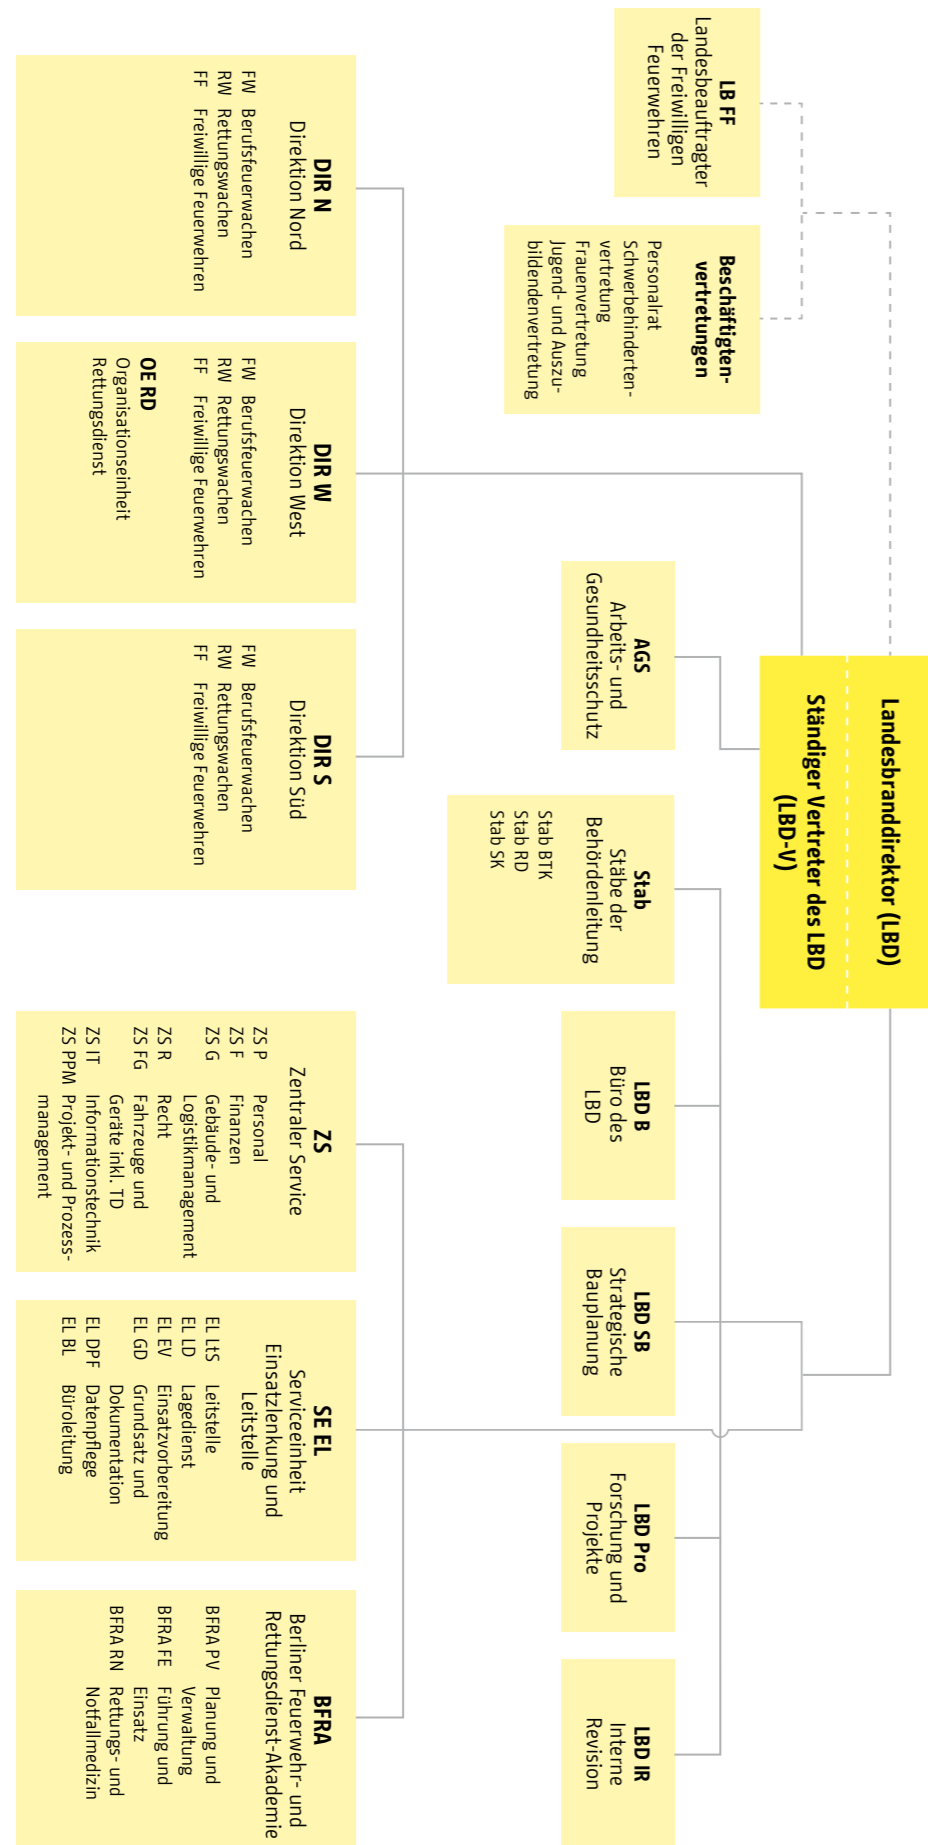 Landesbranddirektor (LBD)
Ständiger Vertreter des LBD
(LBD-V)
LB FF
Landesbeauftragter
der Freiwilligen
Feuerwehren
Beschäftigten-
vertretungen
Personalrat
Schwerbehinderten-
vertretung
Frauenvertretung
Jugend- und Auszu-
bildendenvertretung
AGS
Arbeits- und
Gesundheitsschutz
Stab
Stäbe der
Behördenleitung
Stab BTK
Stab RD
Stab SK
LBD B
Büro des
LBD
LBD SB
Strategische
Bauplanung
LBD Pro
Forschung und
Projekte
LBD IR
Interne
Revision
DIR N
Direktion Nord
FW Berufsfeuerwachen
RW Rettungswachen
FF Freiwillige Feuerwehren
DIR W
Direktion West
FW Berufsfeuerwachen
RW Rettungswachen
FF Freiwillige Feuerwehren
OE RD
Organisationseinheit
Rettungsdienst
DIR S
Direktion Süd
FW Berufsfeuerwachen
RW Rettungswachen
FF Freiwillige Feuerwehren
ZS
Zentraler Service
ZS P Personal
ZS F Finanzen
ZS G Gebäude- und
Logistikmanagement
ZS R Recht
ZS FG Fahrzeuge und
Geräte inkl. TD
ZS IT Informationstechnik
ZS PPM Projekt- und Prozess-
management
SE EL
Serviceeinheit
Einsatzlenkung und
Leitstelle
EL LtS Leitstelle
EL LD Lagedienst
EL EV Einsatzvorbereitung
EL GD Grundsatz und
Dokumentation
EL DPF Datenpflege
EL BL Büroleitung
BFRA
Berliner Feuerwehr- und
Rettungsdienst-Akademie
BFRA PV Planung und
Verwaltung
BFRA FE Führung und
Einsatz
BFRA RN Rettungs- und
Notfallmedizin